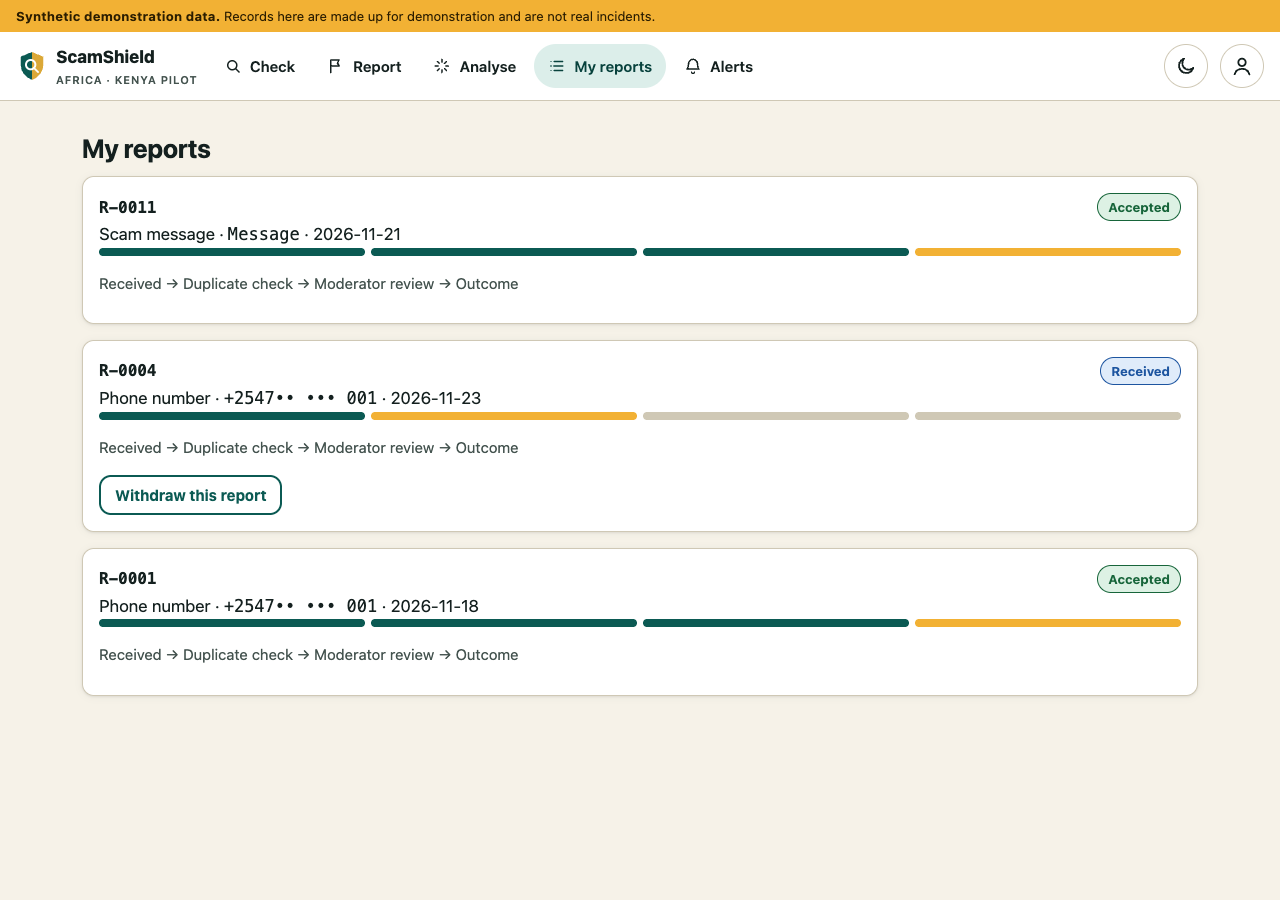 Synthetic demonstration data. Records here are made up for demonstration and are not real incidents.
ScamShield
AFRICA · KENYA PILOT
Check
Report
Analyse
My reports
Alerts
My reports
R-0011
Accepted
Scam message · Message · 2026-11-21
Received → Duplicate check → Moderator review → Outcome
R-0004
Received
Phone number · +2547•• ••• 001 · 2026-11-23
Received → Duplicate check → Moderator review → Outcome
Withdraw this report
R-0001
Accepted
Phone number · +2547•• ••• 001 · 2026-11-18
Received → Duplicate check → Moderator review → Outcome